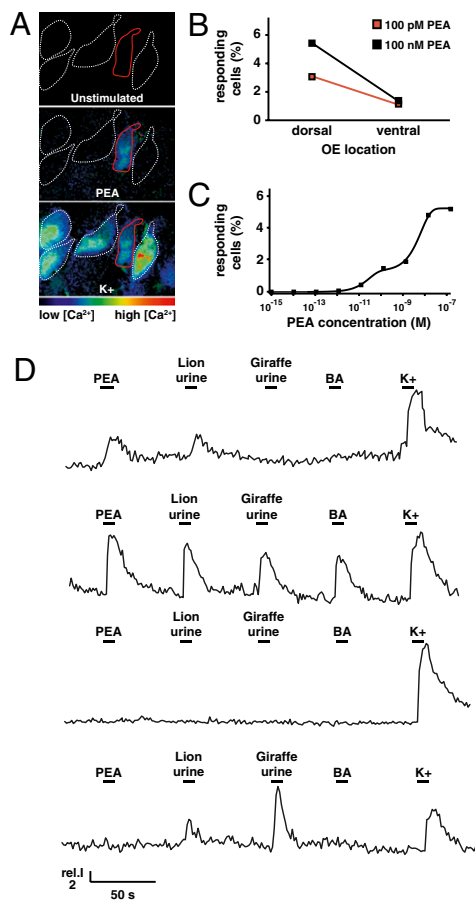 A
Unstimulated
PEA
K+
low [Ca²⁺] high [Ca²⁺]
B
responding cells (%)
6
4
2
0
100 pM PEA
100 nM PEA
dorsal ventral
OE location
C
responding cells (%)
6
4
2
0
10⁻¹⁵ 10⁻¹³ 10⁻¹¹ 10⁻⁹ 10⁻⁷
PEA concentration (M)
D
PEA Lion urine Giraffe urine BA K+
PEA Lion urine Giraffe urine BA K+
PEA Lion urine Giraffe urine BA K+
PEA Lion urine Giraffe urine BA K+
rel.I
2
50 s